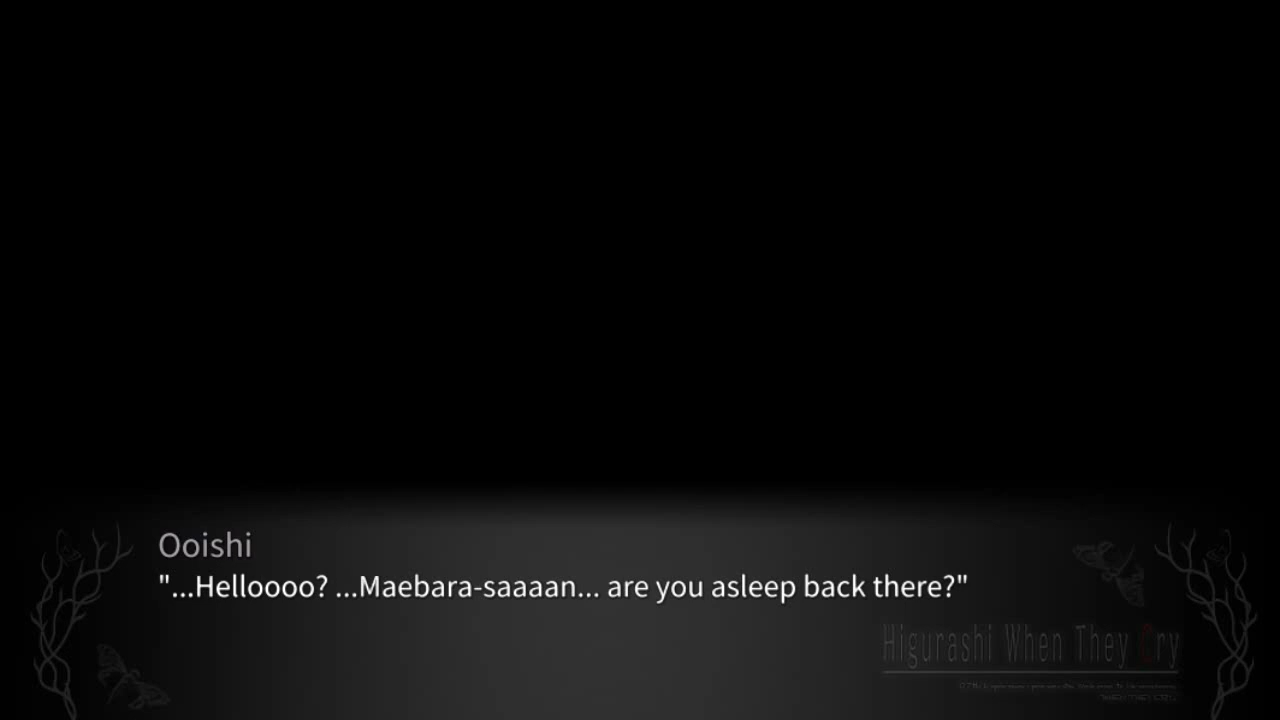 Ooishi
"...Helloooo? ...Maebara-saaaan... are you asleep back there?"
Higurashi When They Cry